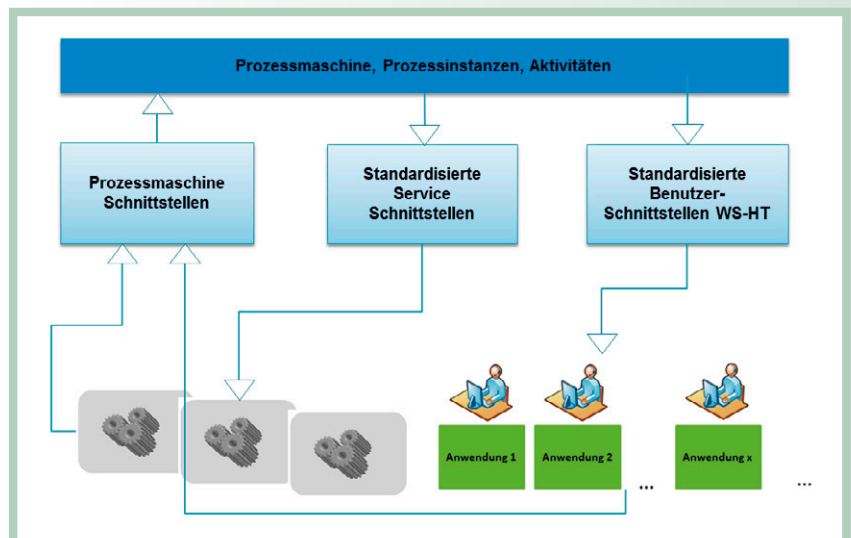 Prozessmaschine, Prozessinstanzen, Aktivitäten
Prozessmaschine
Schnittstellen
Standardisierte
Service
Schnittstellen
Standardisierte
Benutzer-
Schnittstellen WS-HT
Anwendung 1
Anwendung 2
...
Anwendung x
...